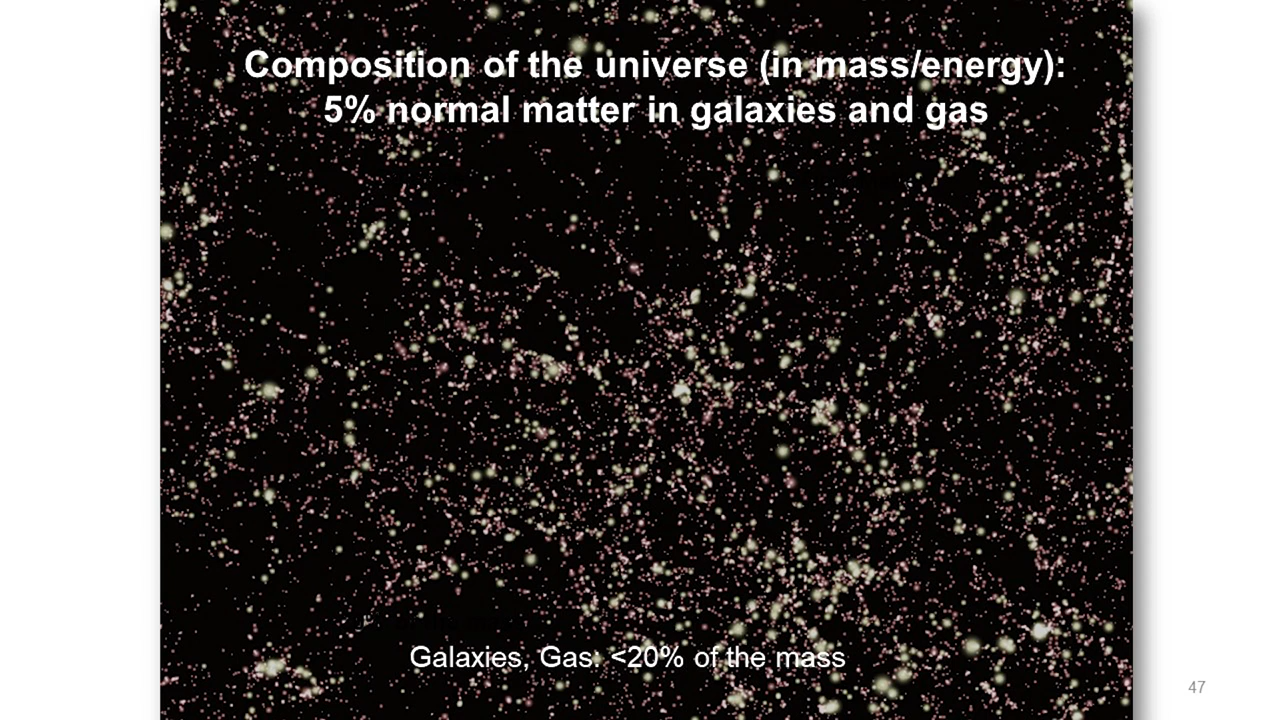 Composition of the universe (in mass/energy):
5% normal matter in galaxies and gas
Galaxies, Gas: <20% of the mass
47